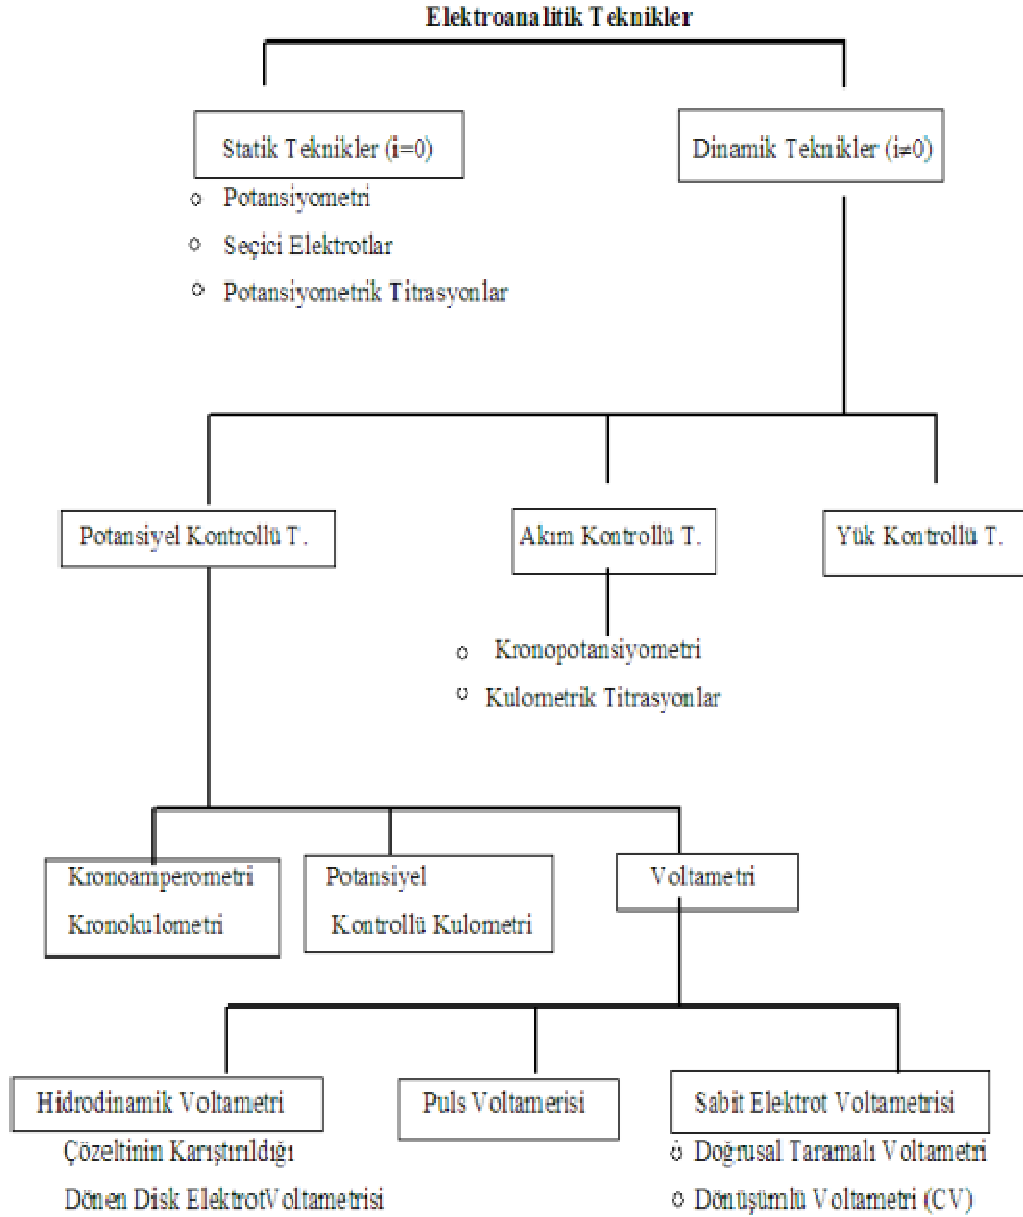 Elektroanalitik Teknikler
Statik Teknikler (i=0)
Dinamik Teknikler (i≠0)
Potansiyometri
Seçici Elektrotlar
Potansiyometrik Titrasyonlar
Potansiyel Kontrollü T.
Akım Kontrollü T.
Yük Kontrollü T.
Kronopotansiyometri
Kulometrik Titrasyonlar
Kronoamperometri
Kronokulometri
Potansiyel
Kontrollü Kulometri
Voltametri
Hidrodinamik Voltametri
Çözeltinin Karıştırıldığı
Dönen Disk ElektrotVoltametrisi
Puls Voltamerisi
Sabit Elektrot Voltametrisi
Doğrusal Taramalı Voltametri
Dönüşümlü Voltametri (CV)